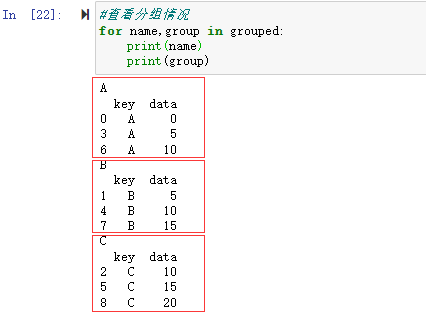 In [22]: #查看分组情况
for name,group in grouped:
print(name)
print(group)
A
key data
0 A 0
3 A 5
6 A 10
B
key data
1 B 5
4 B 10
7 B 15
C
key data
2 C 10
5 C 15
8 C 20